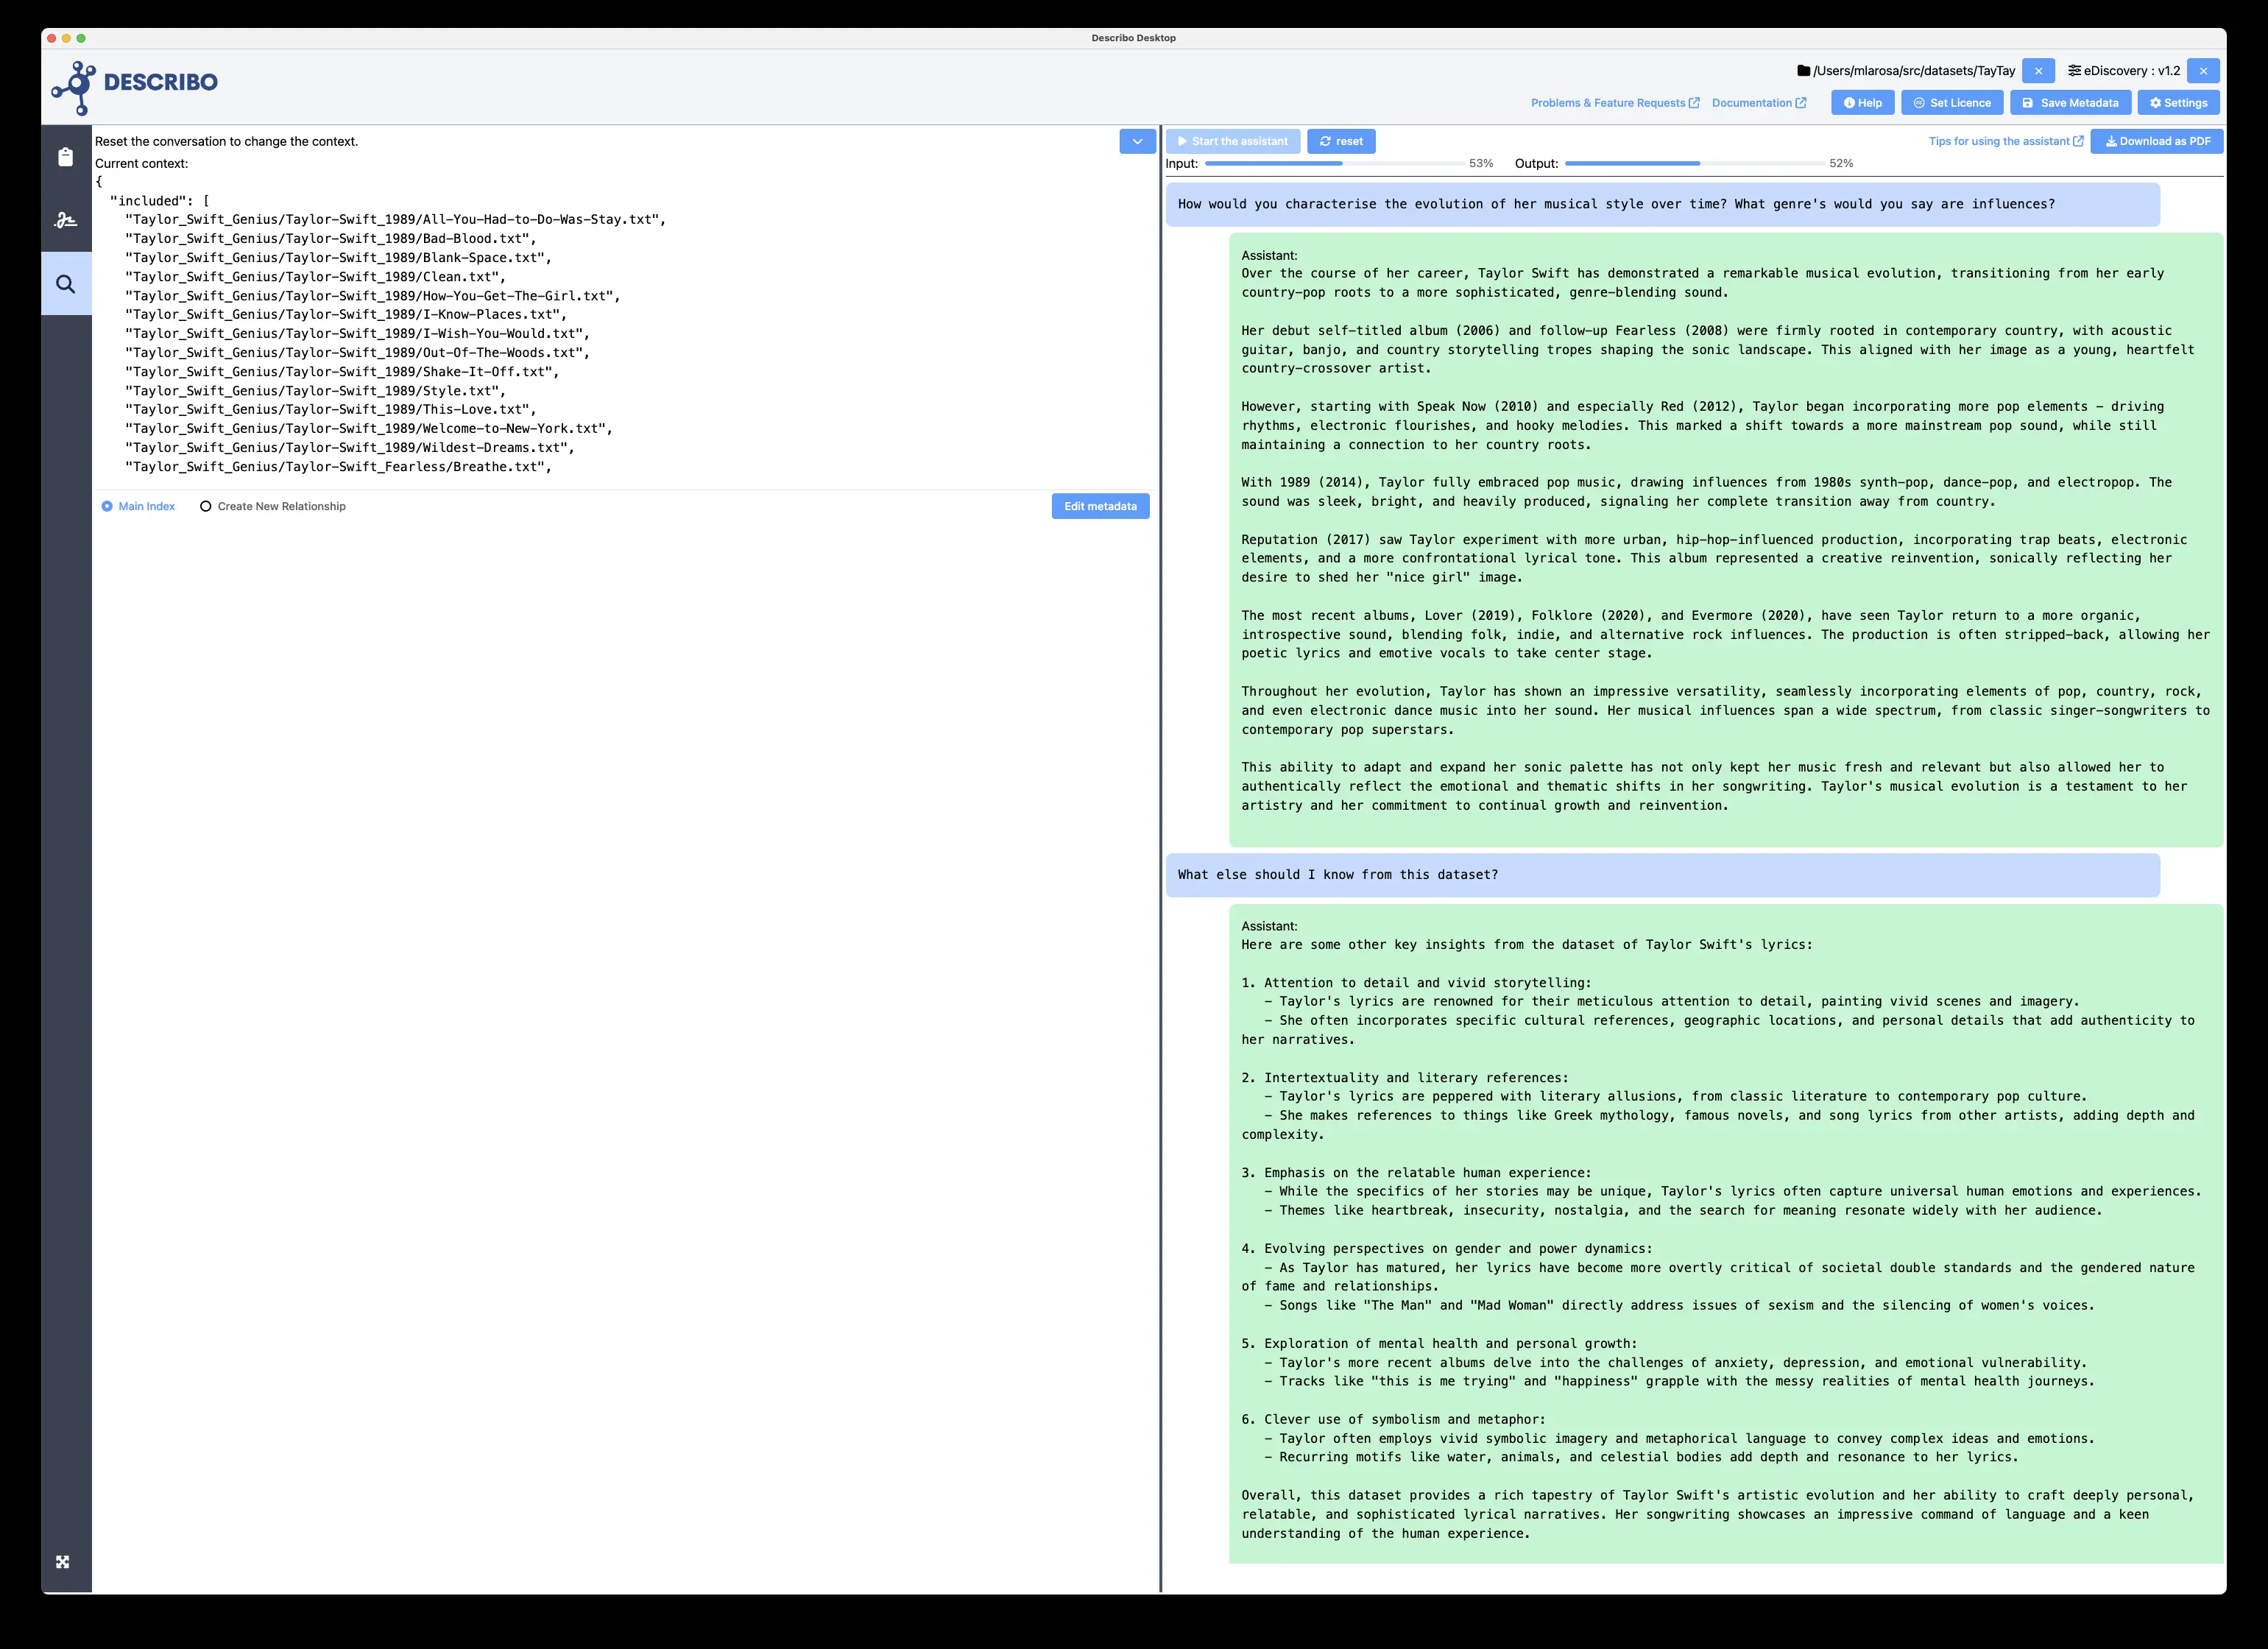 Describo Desktop
DESCRIBO
/Users/mlarosa/src/datasets/TayTay
eDiscovery : v1.2
Problems & Feature Requests
Documentation
Help
Set Licence
Save Metadata
Settings
Reset the conversation to change the context.
Current context:
{
"included": [
"Taylor_Swift_Genius/Taylor-Swift_1989/All-You-Had-to-Do-Was-Stay.txt",
"Taylor_Swift_Genius/Taylor-Swift_1989/Bad-Blood.txt",
"Taylor_Swift_Genius/Taylor-Swift_1989/Blank-Space.txt",
"Taylor_Swift_Genius/Taylor-Swift_1989/Clean.txt",
"Taylor_Swift_Genius/Taylor-Swift_1989/How-You-Get-The-Girl.txt",
"Taylor_Swift_Genius/Taylor-Swift_1989/I-Know-Places.txt",
"Taylor_Swift_Genius/Taylor-Swift_1989/I-Wish-You-Would.txt",
"Taylor_Swift_Genius/Taylor-Swift_1989/Out-Of-The-Woods.txt",
"Taylor_Swift_Genius/Taylor-Swift_1989/Shake-It-Off.txt",
"Taylor_Swift_Genius/Taylor-Swift_1989/Style.txt",
"Taylor_Swift_Genius/Taylor-Swift_1989/This-Love.txt",
"Taylor_Swift_Genius/Taylor-Swift_1989/Welcome-to-New-York.txt",
"Taylor_Swift_Genius/Taylor-Swift_1989/Wildest-Dreams.txt",
"Taylor_Swift_Genius/Taylor-Swift_Fearless/Breathe.txt",
Main Index
Create New Relationship
Edit metadata
Start the assistant
reset
Tips for using the assistant
Download as PDF
Input: 53% Output: 52%
How would you characterise the evolution of her musical style over time? What genre's would you say are influences?
Assistant:
Over the course of her career, Taylor Swift has demonstrated a remarkable musical evolution, transitioning from her early
country-pop roots to a more sophisticated, genre-blending sound.
Her debut self-titled album (2006) and follow-up Fearless (2008) were firmly rooted in contemporary country, with acoustic
guitar, banjo, and country storytelling tropes shaping the sonic landscape. This aligned with her image as a young, heartfelt
country-crossover artist.
However, starting with Speak Now (2010) and especially Red (2012), Taylor began incorporating more pop elements – driving
rhythms, electronic flourishes, and hooky melodies. This marked a shift towards a more mainstream pop sound, while still
maintaining a connection to her country roots.
With 1989 (2014), Taylor fully embraced pop music, drawing influences from 1980s synth-pop, dance-pop, and electropop. The
sound was sleek, bright, and heavily produced, signaling her complete transition away from country.
Reputation (2017) saw Taylor experiment with more urban, hip-hop-influenced production, incorporating trap beats, electronic
elements, and a more confrontational lyrical tone. This album represented a creative reinvention, sonically reflecting her
desire to shed her "nice girl" image.
The most recent albums, Lover (2019), Folklore (2020), and Evermore (2020), have seen Taylor return to a more organic,
introspective sound, blending folk, indie, and alternative rock influences. The production is often stripped-back, allowing her
poetic lyrics and emotive vocals to take center stage.
Throughout her evolution, Taylor has shown an impressive versatility, seamlessly incorporating elements of pop, country, rock,
and even electronic dance music into her sound. Her musical influences span a wide spectrum, from classic singer-songwriters to
contemporary pop superstars.
This ability to adapt and expand her sonic palette has not only kept her music fresh and relevant but also allowed her to
authentically reflect the emotional and thematic shifts in her songwriting. Taylor's musical evolution is a testament to her
artistry and her commitment to continual growth and reinvention.
What else should I know from this dataset?
Assistant:
Here are some other key insights from the dataset of Taylor Swift's lyrics:
1. Attention to detail and vivid storytelling:
- Taylor's lyrics are renowned for their meticulous attention to detail, painting vivid scenes and imagery.
- She often incorporates specific cultural references, geographic locations, and personal details that add authenticity to
her narratives.
2. Intertextuality and literary references:
- Taylor's lyrics are peppered with literary allusions, from classic literature to contemporary pop culture.
- She makes references to things like Greek mythology, famous novels, and song lyrics from other artists, adding depth and
complexity.
3. Emphasis on the relatable human experience:
- While the specifics of her stories may be unique, Taylor's lyrics often capture universal human emotions and experiences.
- Themes like heartbreak, insecurity, nostalgia, and the search for meaning resonate widely with her audience.
4. Evolving perspectives on gender and power dynamics:
- As Taylor has matured, her lyrics have become more overtly critical of societal double standards and the gendered nature
of fame and relationships.
- Songs like "The Man" and "Mad Woman" directly address issues of sexism and the silencing of women's voices.
5. Exploration of mental health and personal growth:
- Taylor's more recent albums delve into the challenges of anxiety, depression, and emotional vulnerability.
- Tracks like "this is me trying" and "happiness" grapple with the messy realities of mental health journeys.
6. Clever use of symbolism and metaphor:
- Taylor often employs vivid symbolic imagery and metaphorical language to convey complex ideas and emotions.
- Recurring motifs like water, animals, and celestial bodies add depth and resonance to her lyrics.
Overall, this dataset provides a rich tapestry of Taylor Swift's artistic evolution and her ability to craft deeply personal,
relatable, and sophisticated lyrical narratives. Her songwriting showcases an impressive command of language and a keen
understanding of the human experience.